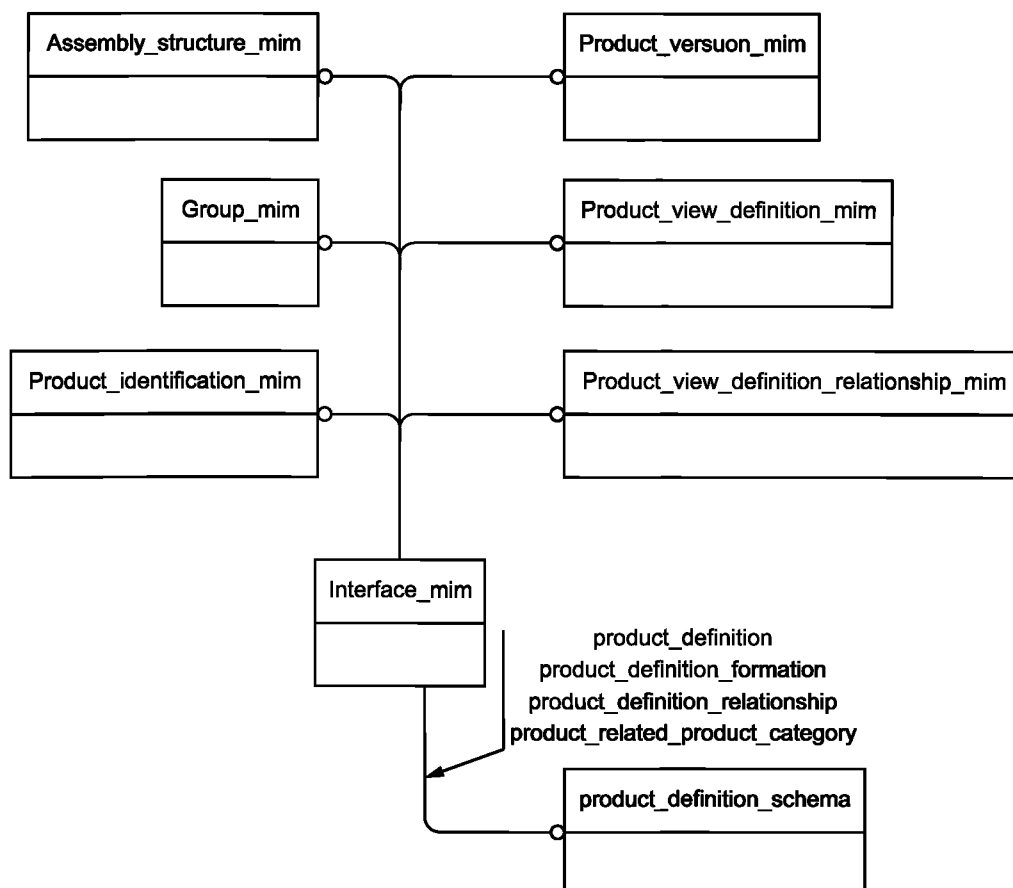 Assembly_structure_mim
Product_versuon_mim
Group_mim
Product_view_definition_mim
Product_identification_mim
Product_view_definition_relationship_mim
Interface_mim
product_definition
product_definition_formation
product_definition_relationship
product_related_product_category
product_definition_schema